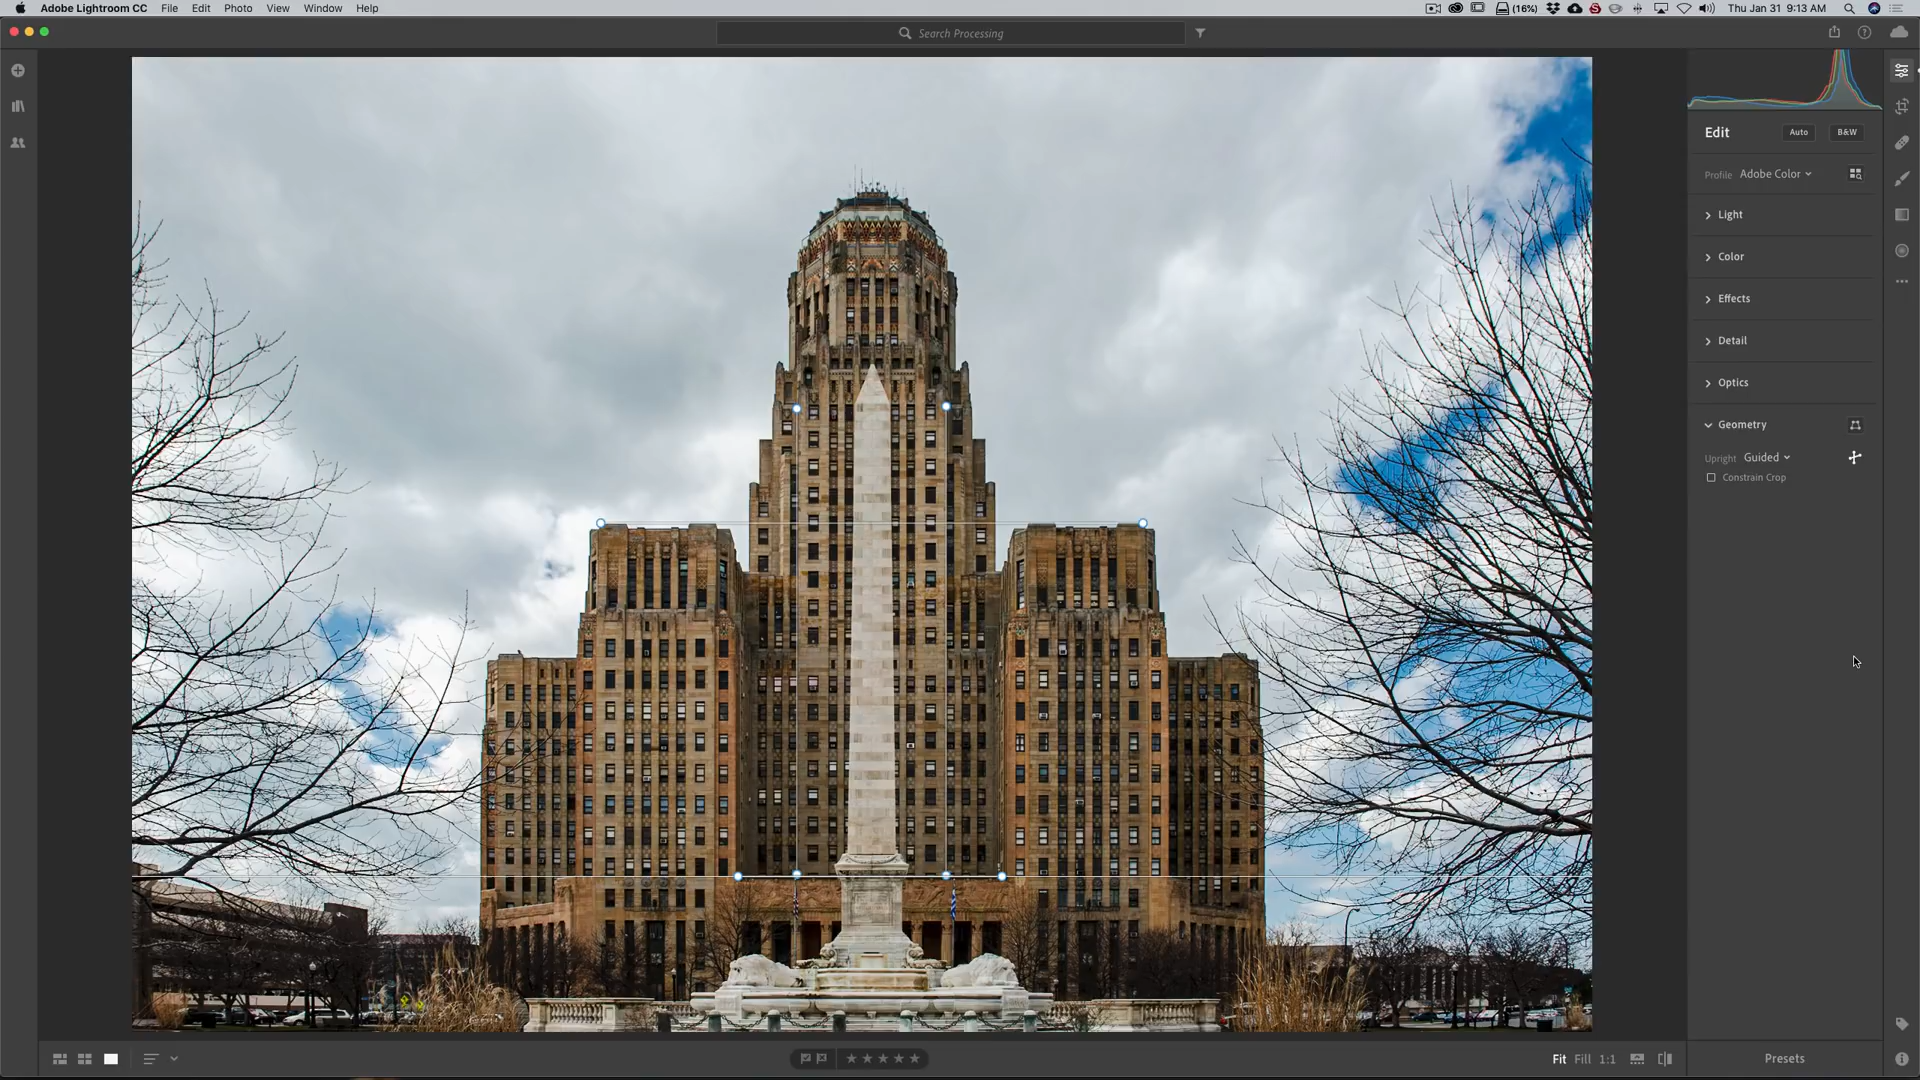 Adobe Lightroom CC File Edit Photo View Window Help (16%) Thu Jan 31 9:13 AM
Search Processing
Edit Auto B&W
Profile Adobe Color
Light
Color
Effects
Detail
Optics
Geometry
Upright Guided
Constrain Crop
Fit Fill 1:1 Presets